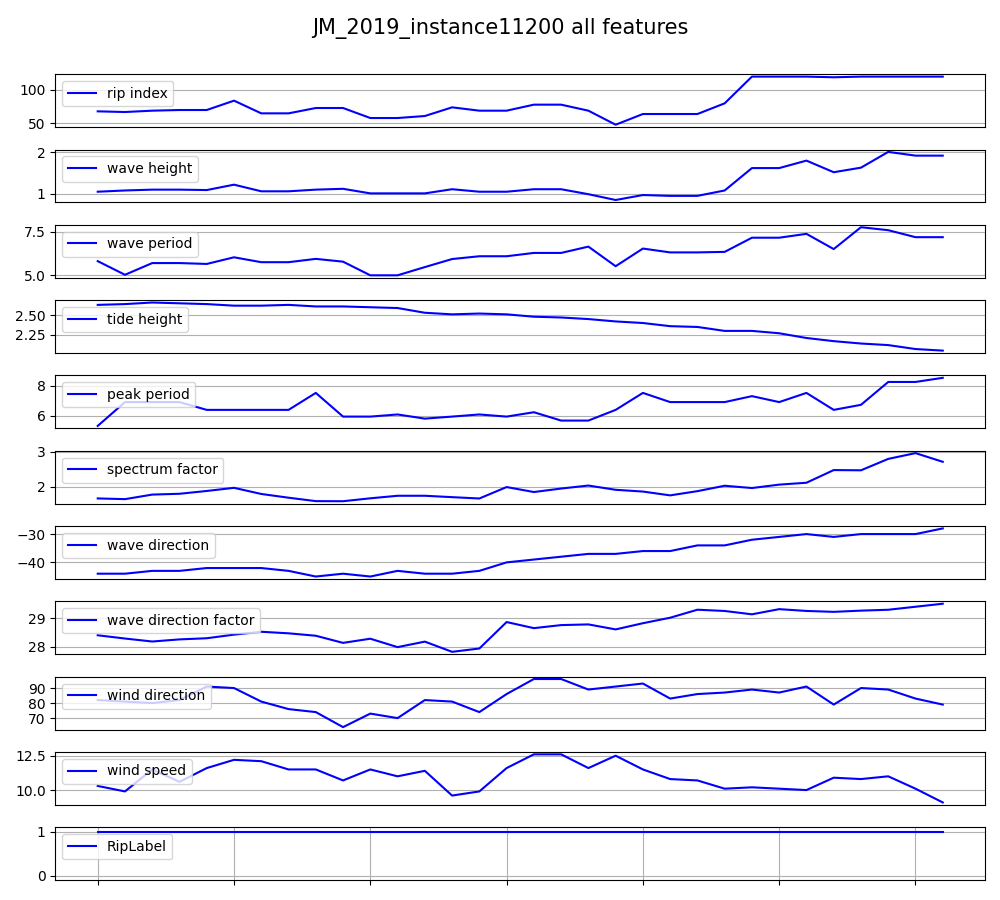 JM_2019_instance11200 all features
100
50
rip index
2
1
wave height
7.5
5.0
wave period
2.50
2.25
tide height
8
6
peak period
3
2
spectrum factor
−30
−40
wave direction
29
28
wave direction factor
90
80
70
wind direction
12.5
10.0
wind speed
1
0
RipLabel